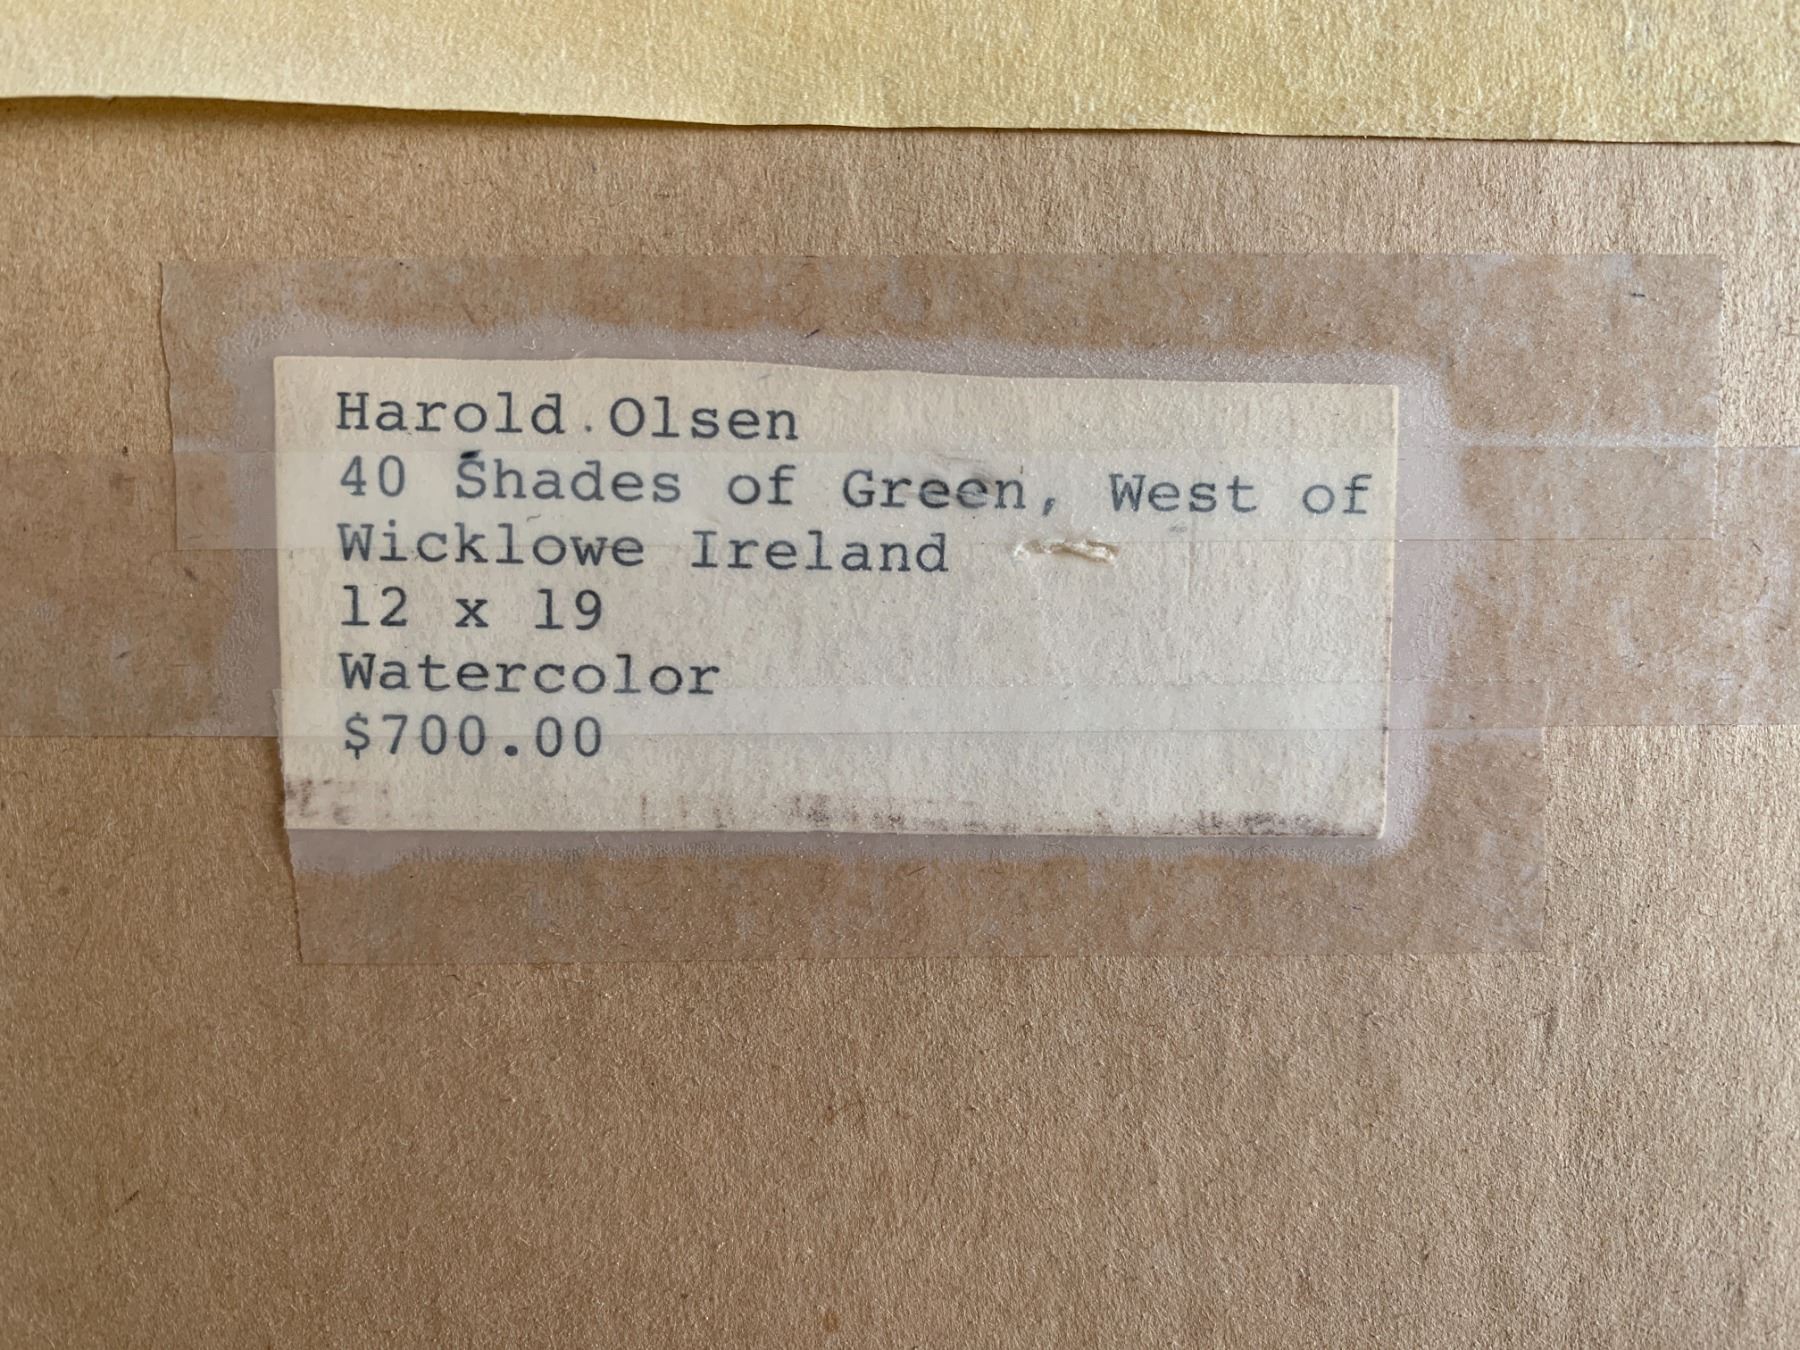 Harold Olsen
40 Shades of Green, West of
Wicklowe Ireland
12 x 19
Watercolor
$700.00